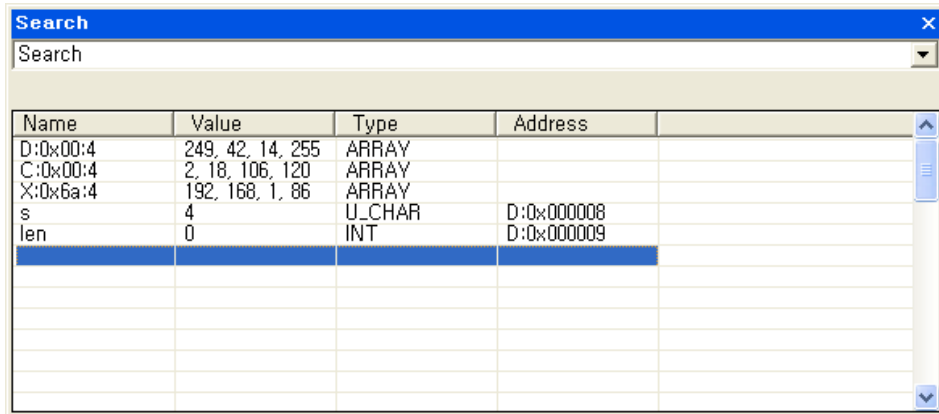 Search
Search
Name Value Type Address
D:0x00:4 249, 42, 14, 255 ARRAY
C:0x00:4 2, 18, 106, 120 ARRAY
X:0x6a:4 192, 168, 1, 86 ARRAY
s 4 U_CHAR D:0x000008
len 0 INT D:0x000009